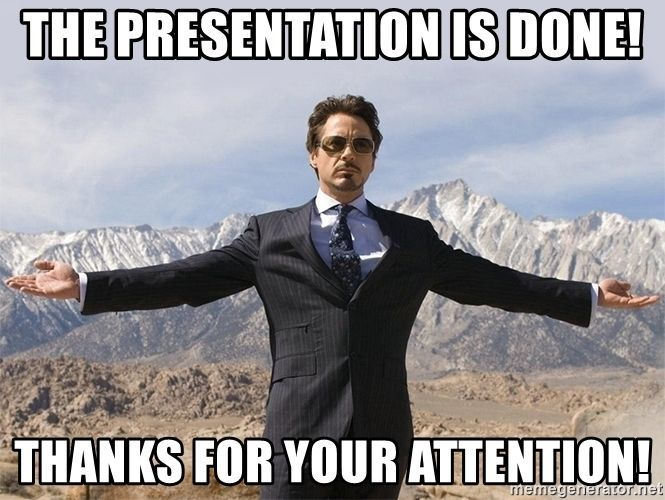 THE PRESENTATION IS DONE!
THANKS FOR YOUR ATTENTION!
memegenerator.net